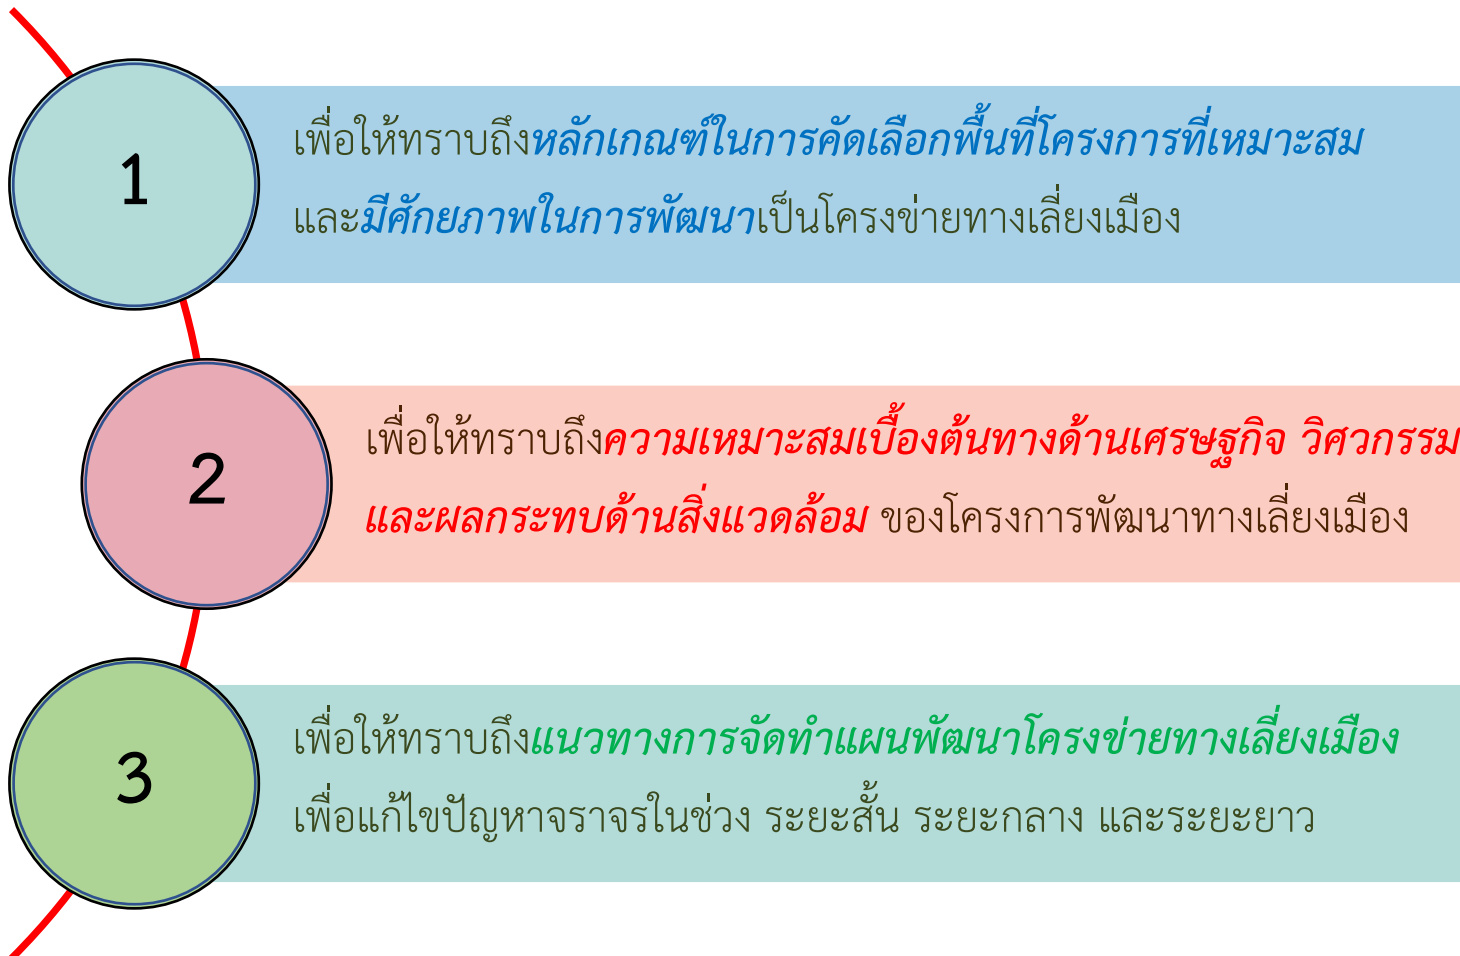 1
เพื่อให้ทราบถึงหลักเกณฑ์ในการคัดเลือกพื้นที่โครงการที่เหมาะสม
และมีศักยภาพในการพัฒนาเป็นโครงข่ายทางเลี่ยงเมือง
2
เพื่อให้ทราบถึงความเหมาะสมเบื้องต้นทางด้านเศรษฐกิจ วิศวกรรม
และผลกระทบด้านสิ่งแวดล้อม ของโครงการพัฒนาทางเลี่ยงเมือง
3
เพื่อให้ทราบถึงแนวทางการจัดทำแผนพัฒนาโครงข่ายทางเลี่ยงเมือง
เพื่อแก้ไขปัญหาจราจรในช่วง ระยะสั้น ระยะกลาง และระยะยาว